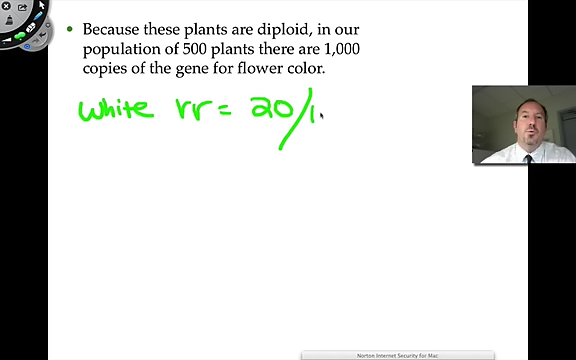 Because these plants are diploid, in our
population of 500 plants there are 1,000
copies of the gene for flower color.
white rr = 20/1
Norton Internet Security for Mac